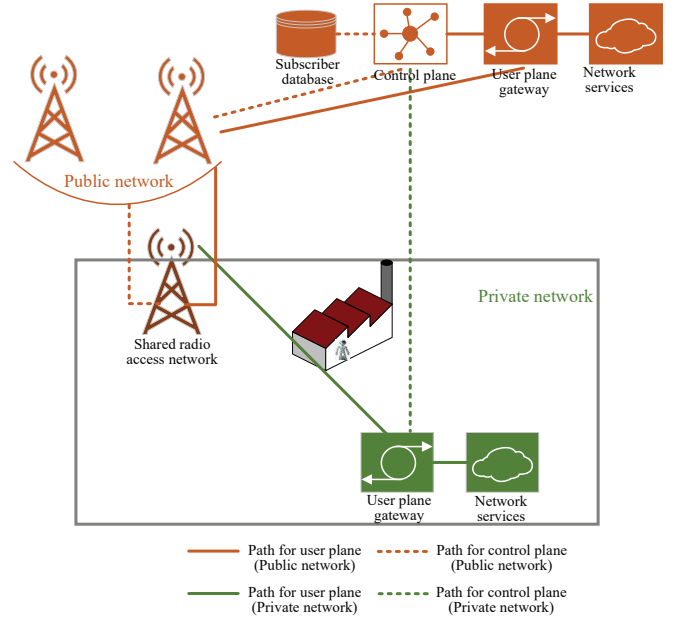 Subscriber
database
Control plane
User plane
gateway
Network
services
Public network
Private network
Shared radio
access network
User plane
gateway
Network
services
Path for user plane
(Public network)
Path for control plane
(Public network)
Path for user plane
(Private network)
Path for control plane
(Private network)